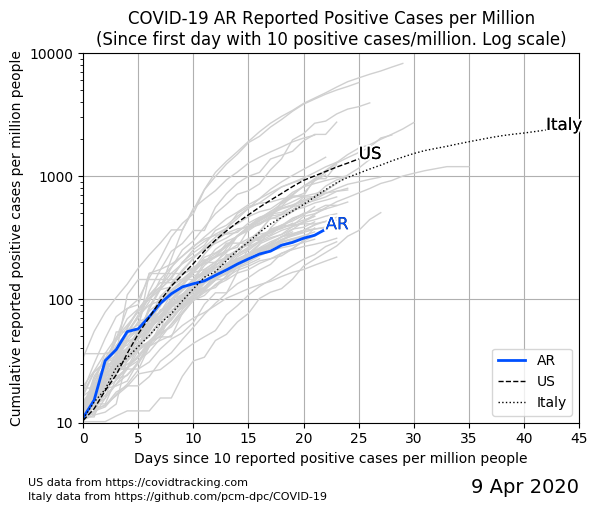 COVID-19 AR Reported Positive Cases per Million
(Since first day with 10 positive cases/million. Log scale)
Cumulative reported positive cases per million people
10000
1000
100
10
Italy
US
AR
AR
US
Italy
0 5 10 15 20 25 30 35 40 45
Days since 10 reported positive cases per million people
US data from https://covidtracking.com
Italy data from https://github.com/pcm-dpc/COVID-19
9 Apr 2020